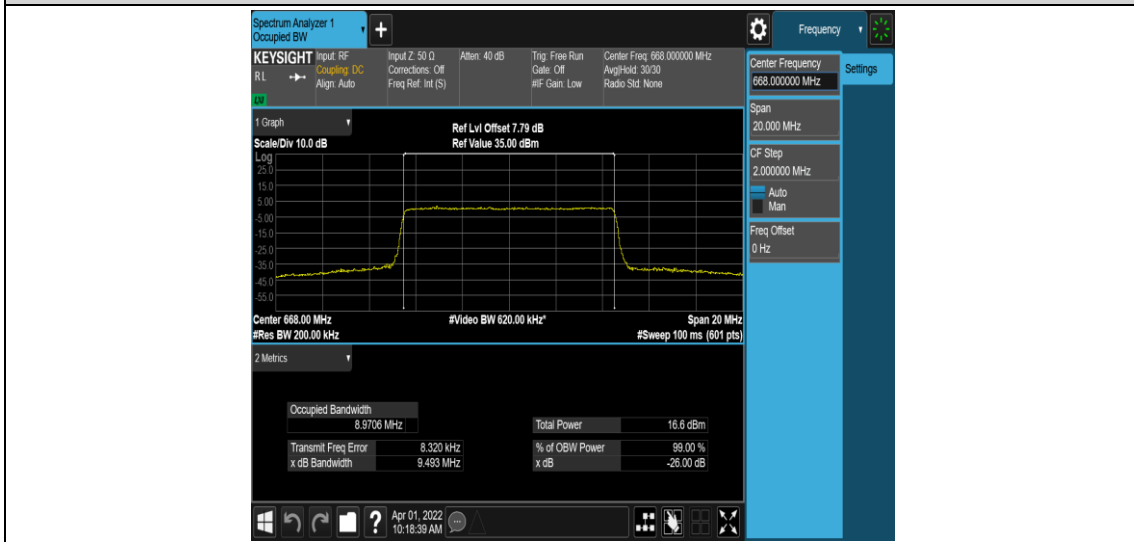 Spectrum Analyzer 1
Occupied BW
+
Frequency
KEYSIGHT Input: RF Input Z: 50 Ω Atten: 40 dB Trig: Free Run Center Freq: 668.000000 MHz
RL Coupling: DC Corrections: Off Gate: Off Avg|Hold: 30/30
Align: Auto Freq Ref: Int (S) #IF Gain: Low Radio Std: None
Center Frequency
668.000000 MHz
Settings
Span
20.000 MHz
CF Step
2.000000 MHz
Auto
Man
Freq Offset
0 Hz
1 Graph
Ref Lvl Offset 7.79 dB
Scale/Div 10.0 dB Ref Value 35.00 dBm
Log
25.0
15.0
5.00
-5.00
-15.0
-25.0
-35.0
-45.0
-55.0
Center 668.00 MHz #Video BW 620.00 kHz* Span 20 MHz
#Res BW 200.00 kHz #Sweep 100 ms (601 pts)
2 Metrics
Occupied Bandwidth
8.9706 MHz Total Power 16.6 dBm
Transmit Freq Error 8.320 kHz % of OBW Power 99.00 %
x dB Bandwidth 9.493 MHz x dB -26.00 dB
? Apr 01, 2022
10:18:39 AM